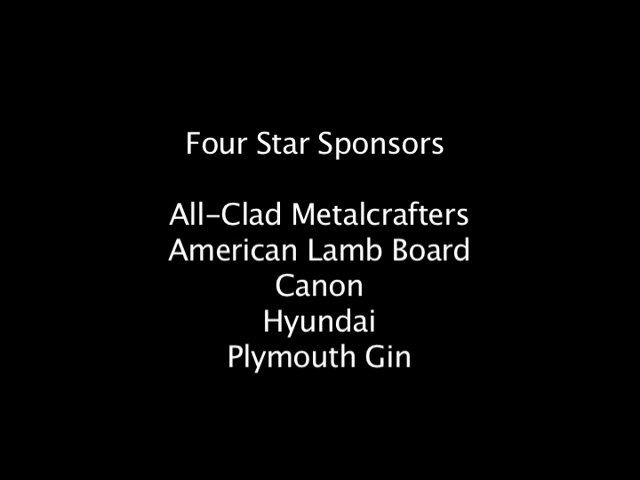 Four Star Sponsors
All-Clad Metalcrafters
American Lamb Board
Canon
Hyundai
Plymouth Gin